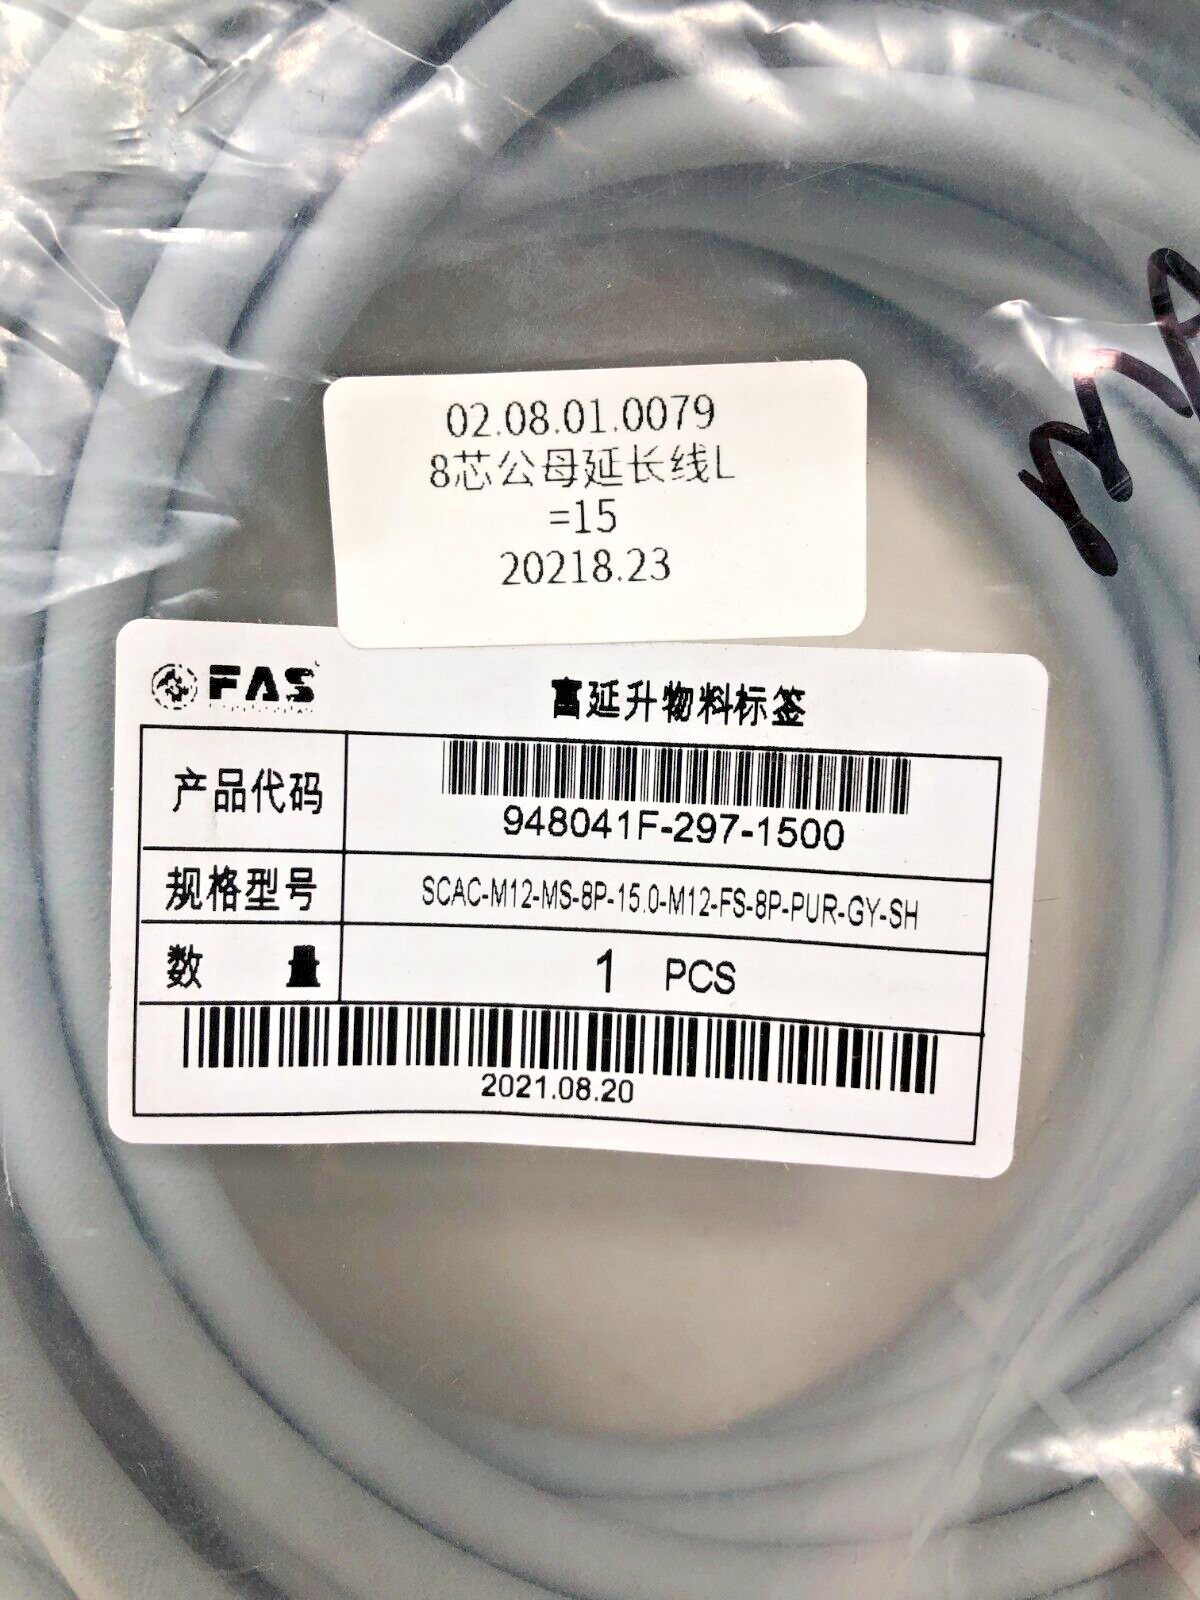 02.08.01.0079
8芯公母延长线L
=15
20218.23
FAS
富延升物料标签
产品代码
948041F-297-1500
规格型号
SCAC-M12-MS-8P-15.0-M12-FS-8P-PUR-GY-SH
数 量
1 PCS
2021.08.20